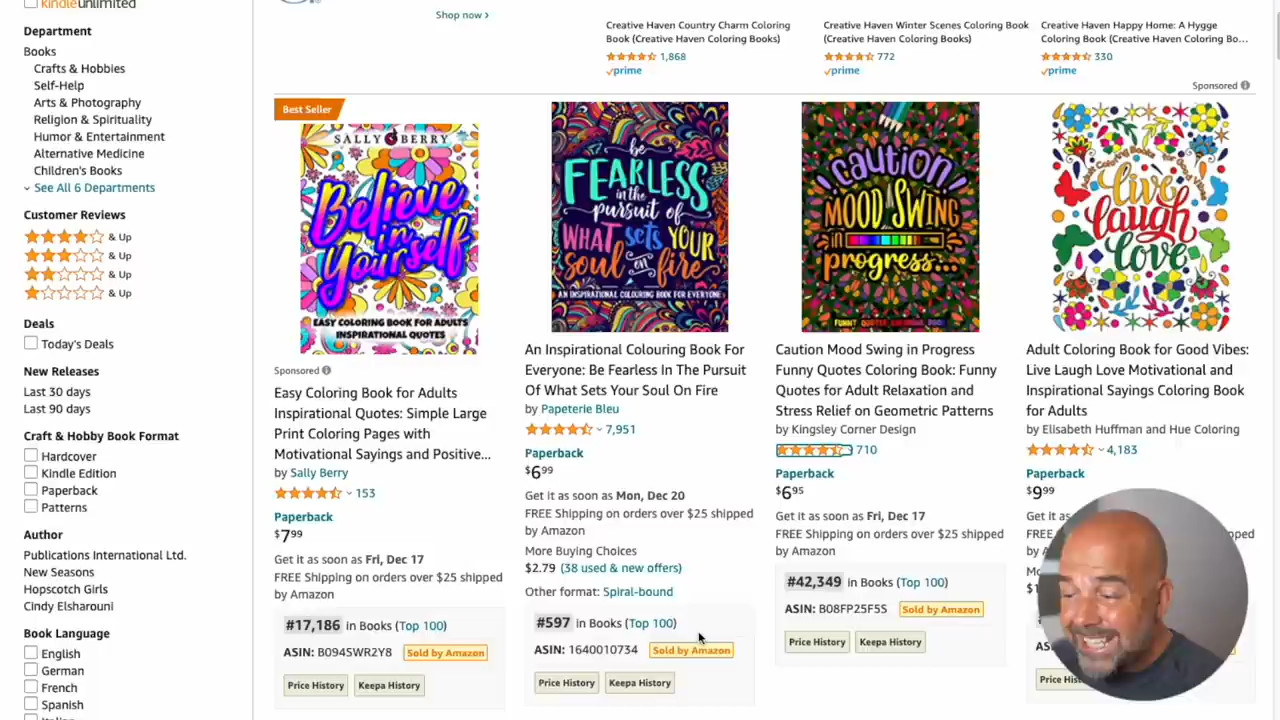 kindleunlimited
Department
Books
Crafts & Hobbies
Self-Help
Arts & Photography
Religion & Spirituality
Humor & Entertainment
Alternative Medicine
Children's Books
See All 6 Departments
Customer Reviews
& Up
& Up
& Up
& Up
Deals
Today's Deals
New Releases
Last 30 days
Last 90 days
Craft & Hobby Book Format
Hardcover
Kindle Edition
Paperback
Patterns
Author
Publications International Ltd.
New Seasons
Hopscotch Girls
Cindy Elsharouni
Book Language
English
German
French
Spanish
Shop now ›
Creative Haven Country Charm Coloring
Book (Creative Haven Coloring Books)
1,868
prime
Creative Haven Winter Scenes Coloring Book
(Creative Haven Coloring Books)
772
prime
Creative Haven Happy Home: A Hygge
Coloring Book (Creative Haven Coloring Bo...
330
prime
Sponsored
Best Seller
SALLY BERRY
Believe
in
Yourself
EASY COLORING BOOK FOR ADULTS
INSPIRATIONAL QUOTES
Sponsored
Easy Coloring Book for Adults
Inspirational Quotes: Simple Large
Print Coloring Pages with
Motivational Sayings and Positive...
by Sally Berry
153
Paperback
$7.99
Get it as soon as Fri, Dec 17
FREE Shipping on orders over $25 shipped
by Amazon
#17,186 in Books (Top 100)
ASIN: B094SWR2Y8 Sold by Amazon
Price History Keepa History
be
FEARLESS
in the
pursuit of
WHAT sets YOUR
soul on fire
AN INSPIRATIONAL COLOURING BOOK FOR EVERYONE
An Inspirational Colouring Book For
Everyone: Be Fearless In The Pursuit
Of What Sets Your Soul On Fire
by Papeterie Bleu
7,951
Paperback
$6.99
Get it as soon as Mon, Dec 20
FREE Shipping on orders over $25 shipped
by Amazon
More Buying Choices
$2.79 (38 used & new offers)
Other format: Spiral-bound
#597 in Books (Top 100)
ASIN: 1640010734 Sold by Amazon
Price History Keepa History
caution!
MOOD SWING
in
progress...
FUNNY QUOTES COLORING BOOK
Caution Mood Swing in Progress
Funny Quotes Coloring Book: Funny
Quotes for Adult Relaxation and
Stress Relief on Geometric Patterns
by Kingsley Corner Design
710
Paperback
$6.95
Get it as soon as Fri, Dec 17
FREE Shipping on orders over $25 shipped
by Amazon
#42,349 in Books (Top 100)
ASIN: B08FP25F5S Sold by Amazon
Price History Keepa History
live
laugh
love
Adult Coloring Book for Good Vibes:
Live Laugh Love Motivational and
Inspirational Sayings Coloring Book
for Adults
by Elisabeth Huffman and Hue Coloring
4,183
Paperback
$9.99
Get it as
FREE
by